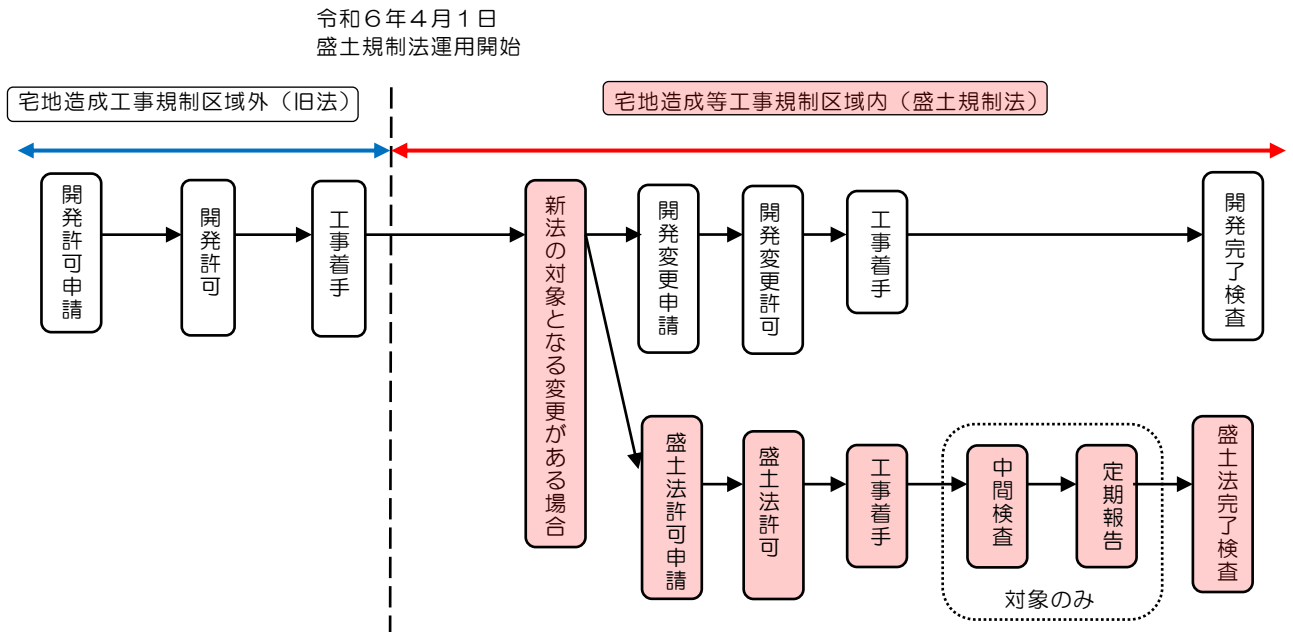 令和６年４月１日
盛土規制法運用開始
宅地造成工事規制区域外（旧法）
宅地造成等工事規制区域内（盛土規制法）
開発許可申請
開発許可
工事着手
新法の対象となる変更がある場合
開発変更申請
開発変更許可
工事着手
開発完了検査
盛土法許可申請
盛土法許可
工事着手
中間検査
定期報告
盛土法完了検査
対象のみ